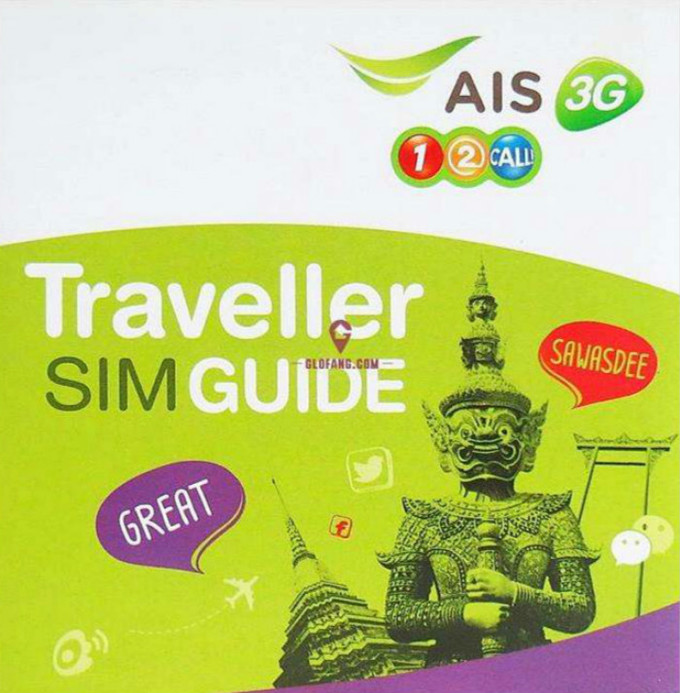 AIS 3G
1 2 CALL!
Traveller
GLOFANG.COM
SIM GUIDE
SAWASDEE
GREAT
f